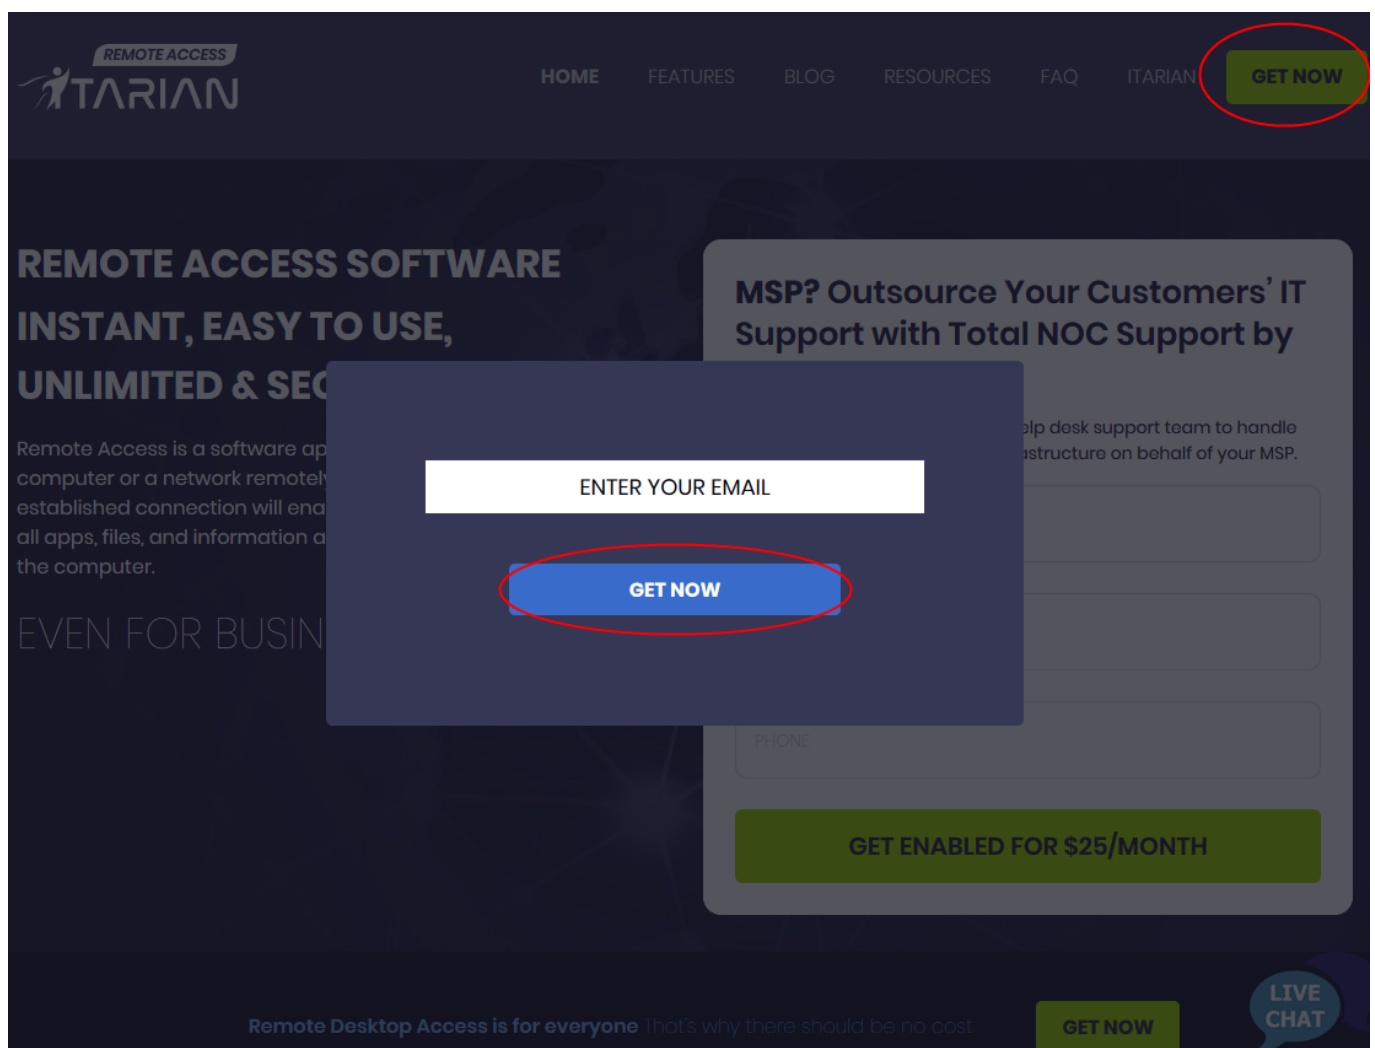 REMOTE ACCESS
ITARIAN
HOME FEATURES BLOG RESOURCES FAQ ITARIAN GET NOW
REMOTE ACCESS SOFTWARE
INSTANT, EASY TO USE,
UNLIMITED & SEC
Remote Access is a software ap
computer or a network remotely
established connection will ena
all apps, files, and information a
the computer.
EVEN FOR BUSIN
MSP? Outsource Your Customers’ IT
Support with Total NOC Support by
elp desk support team to handle
astructure on behalf of your MSP.
ENTER YOUR EMAIL
GET NOW
PHONE
GET ENABLED FOR $25/MONTH
Remote Desktop Access is for everyone That's why there should be no cost
GET NOW
LIVE
CHAT